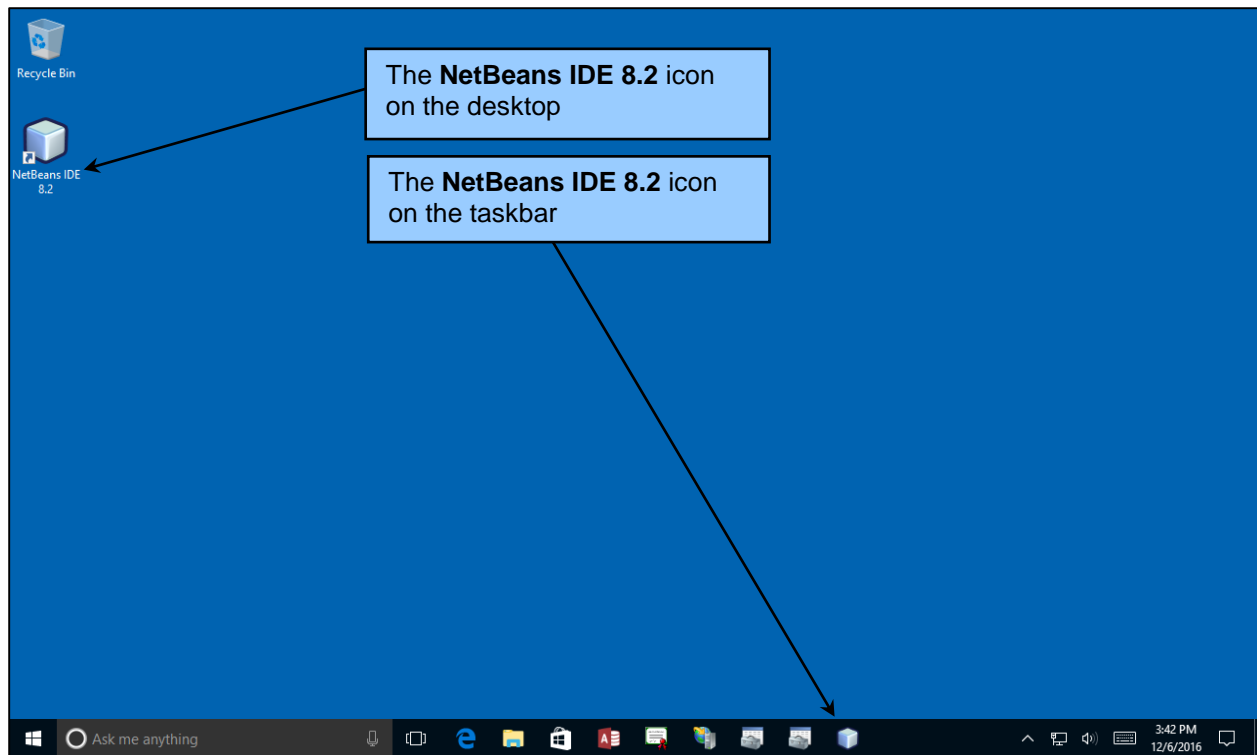 Recycle Bin
The NetBeans IDE 8.2 icon
on the desktop
NetBeans IDE
8.2
The NetBeans IDE 8.2 icon
on the taskbar
Ask me anything
3:42 PM
12/6/2016